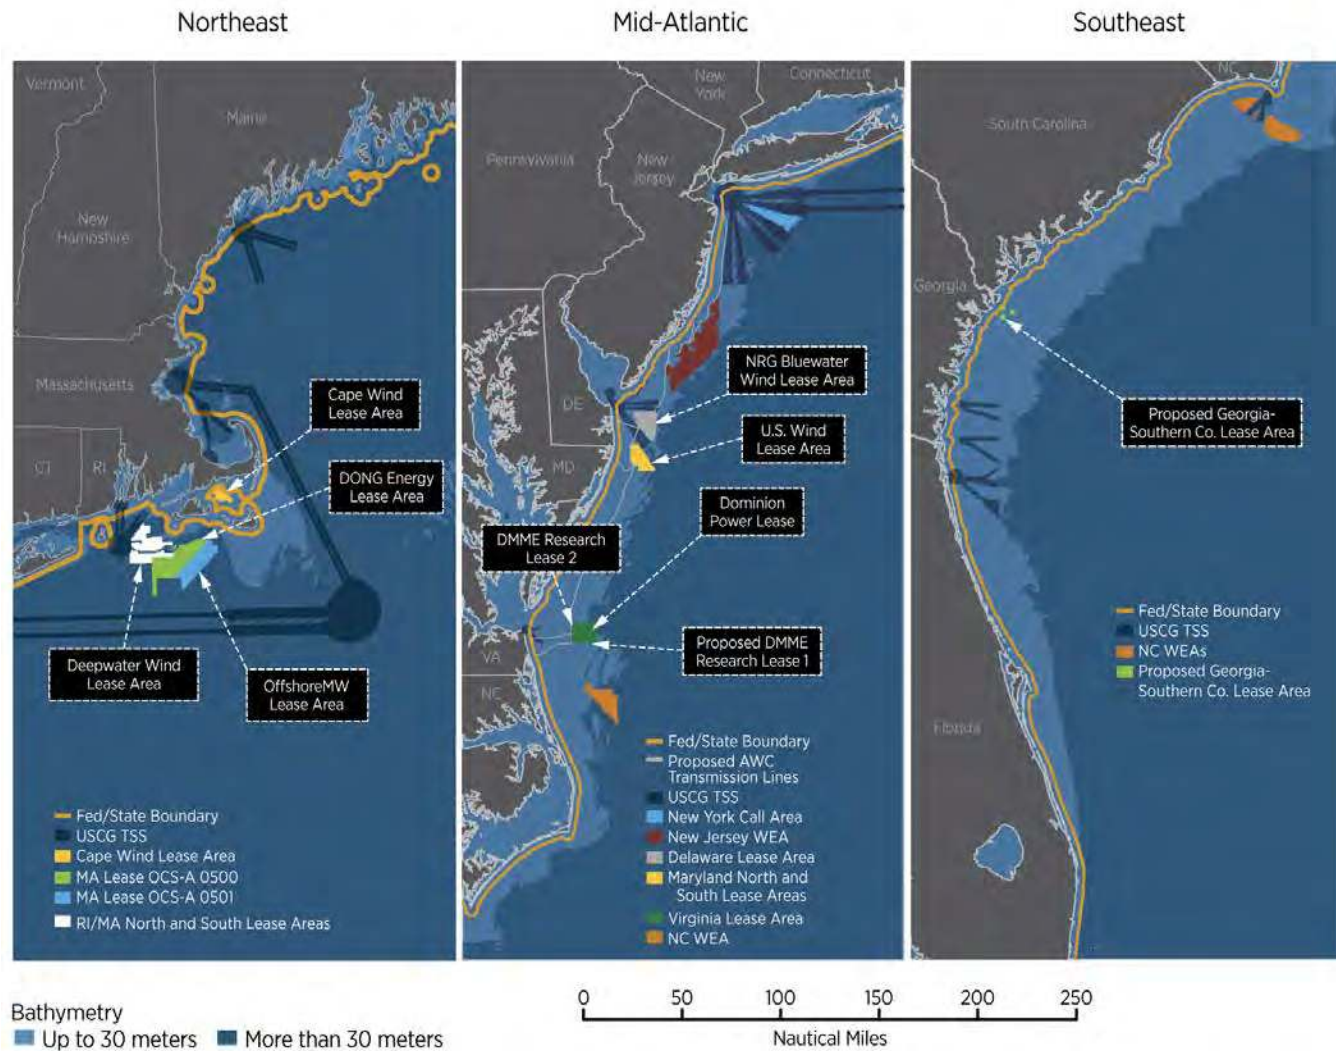 Northeast
Mid-Atlantic
Southeast
Vermont
Maine
New
Hampshire
Massachusetts
CT
RI
Cape Wind
Lease Area
DONG Energy
Lease Area
Deepwater Wind
Lease Area
OffshoreMW
Lease Area
Fed/State Boundary
USCG TSS
Cape Wind Lease Area
MA Lease OCS-A 0500
MA Lease OCS-A 0501
RI/MA North and South Lease Areas
New
York
Connecticut
Pennsylvania
New
Jersey
DE
MD
VA
NC
NRG Bluewater
Wind Lease Area
U.S. Wind
Lease Area
Dominion
Power Lease
DMME Research
Lease 2
Proposed DMME
Research Lease 1
Fed/State Boundary
Proposed AWC
Transmission Lines
USCG TSS
New York Call Area
New Jersey WEA
Delaware Lease Area
Maryland North and
South Lease Areas
Virginia Lease Area
NC WEA
NC
South Carolina
Georgia
Florida
Proposed Georgia-
Southern Co. Lease Area
Fed/State Boundary
USCG TSS
NC WEAs
Proposed Georgia-
Southern Co. Lease Area
Bathymetry
Up to 30 meters More than 30 meters
0 50 100 150 200 250
Nautical Miles